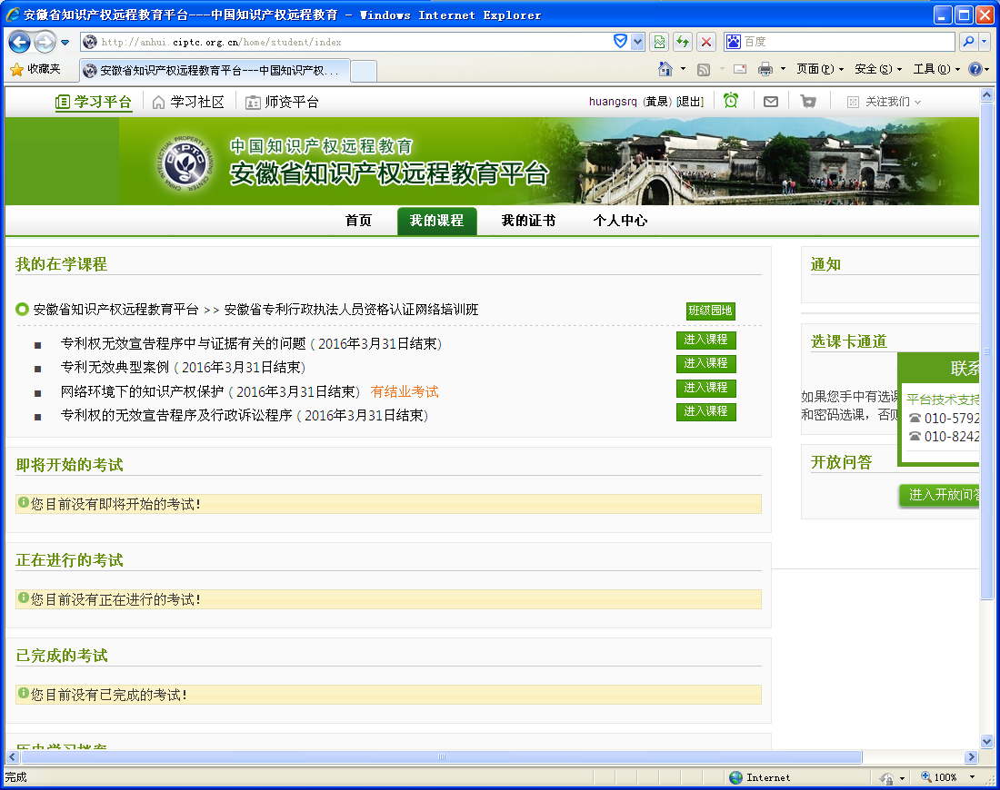 安徽省知识产权远程教育平台---中国知识产权远程教育 - Windows Internet Explorer
http://anhui.ciptc.org.cn/home/student/index
百度
收藏夹
安徽省知识产权远程教育平台---中国知识产权...
页面(P) 安全(S) 工具(O)
学习平台 学习社区 师资平台 huangsrq (黄晟) [退出] 关注我们
中国知识产权远程教育
安徽省知识产权远程教育平台
首页 我的课程 我的证书 个人中心
我的在学课程
安徽省知识产权远程教育平台 >> 安徽省专利行政执法人员资格认证网络培训班 班级园地
专利权无效宣告程序中与证据有关的问题 ( 2016年3月31日结束) 进入课程
专利无效典型案例 ( 2016年3月31日结束) 进入课程
网络环境下的知识产权保护 ( 2016年3月31日结束) 有结业考试 进入课程
专利权的无效宣告程序及行政诉讼程序 ( 2016年3月31日结束) 进入课程
即将开始的考试
您目前没有即将开始的考试!
正在进行的考试
您目前没有正在进行的考试!
已完成的考试
您目前没有已完成的考试!
历史学习档案
通知
选课卡通道
如果您手中有选课
和密码选课，否则
联系
平台技术支持
010-5792
010-8242
开放问答
进入开放问答
完成
Internet
100%